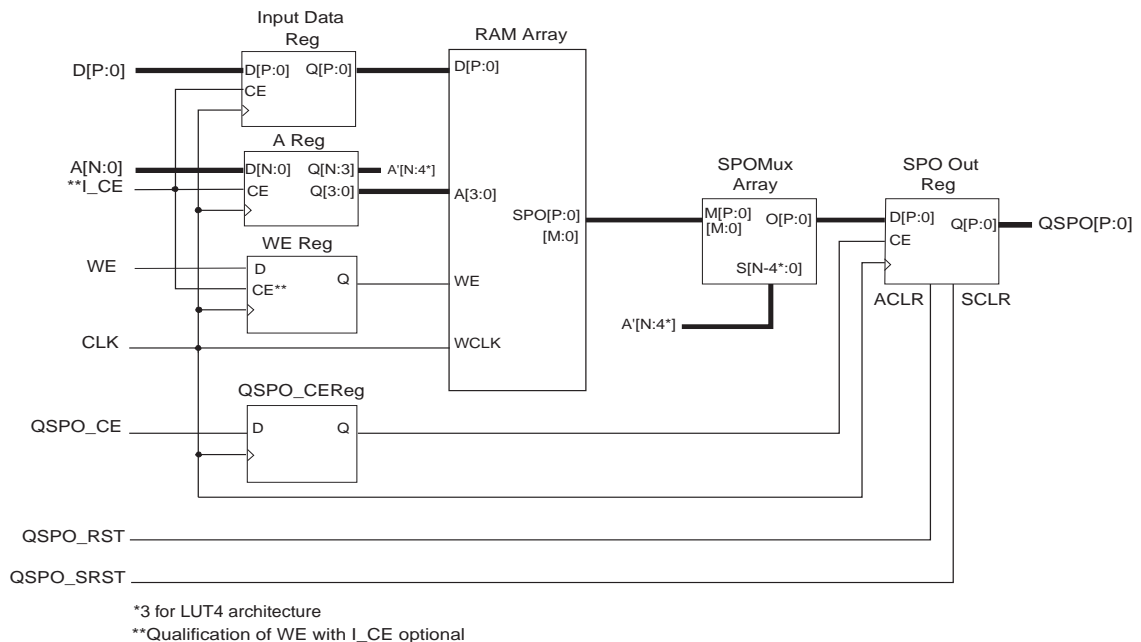 Input Data
Reg
D[P:0]
D[P:0]
Q[P:0]
CE
A Reg
A[N:0]
**I_CE
D[N:0]
Q[N:3]
A'[N:4*]
CE
Q[3:0]
WE Reg
WE
D
Q
CE**
CLK
QSPO_CEReg
QSPO_CE
D
Q
RAM Array
D[P:0]
A[3:0]
SPO[P:0]
[M:0]
WE
WCLK
SPOMux
Array
M[P:0]
O[P:0]
[M:0]
S[N-4*:0]
A'[N:4*]
SPO Out
Reg
D[P:0]
Q[P:0]
QSPO[P:0]
CE
ACLR
SCLR
QSPO_RST
QSPO_SRST
*3 for LUT4 architecture
**Qualification of WE with I_CE optional